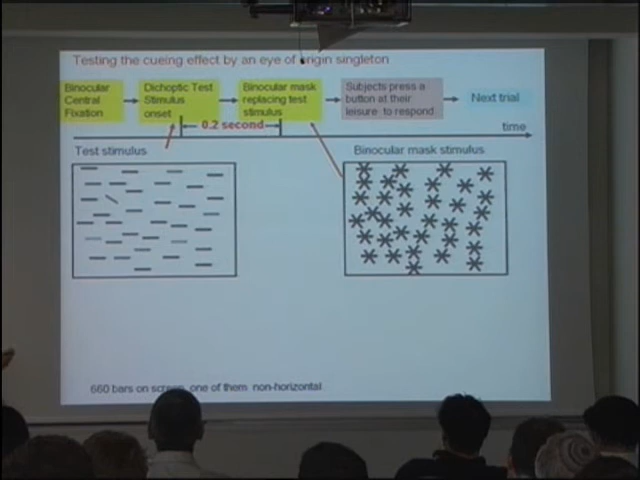 Testing the cueing effect by an eye of origin singleton
Binocular
Central
Fixation
Dichoptic Test
Stimulus
onset
Binocular mask
replacing test
stimulus
Subjects press a
button at their
leisure to respond
Next trial
0.2 second
time
Test stimulus
Binocular mask stimulus
660 bars on screen, one of them non-horizontal